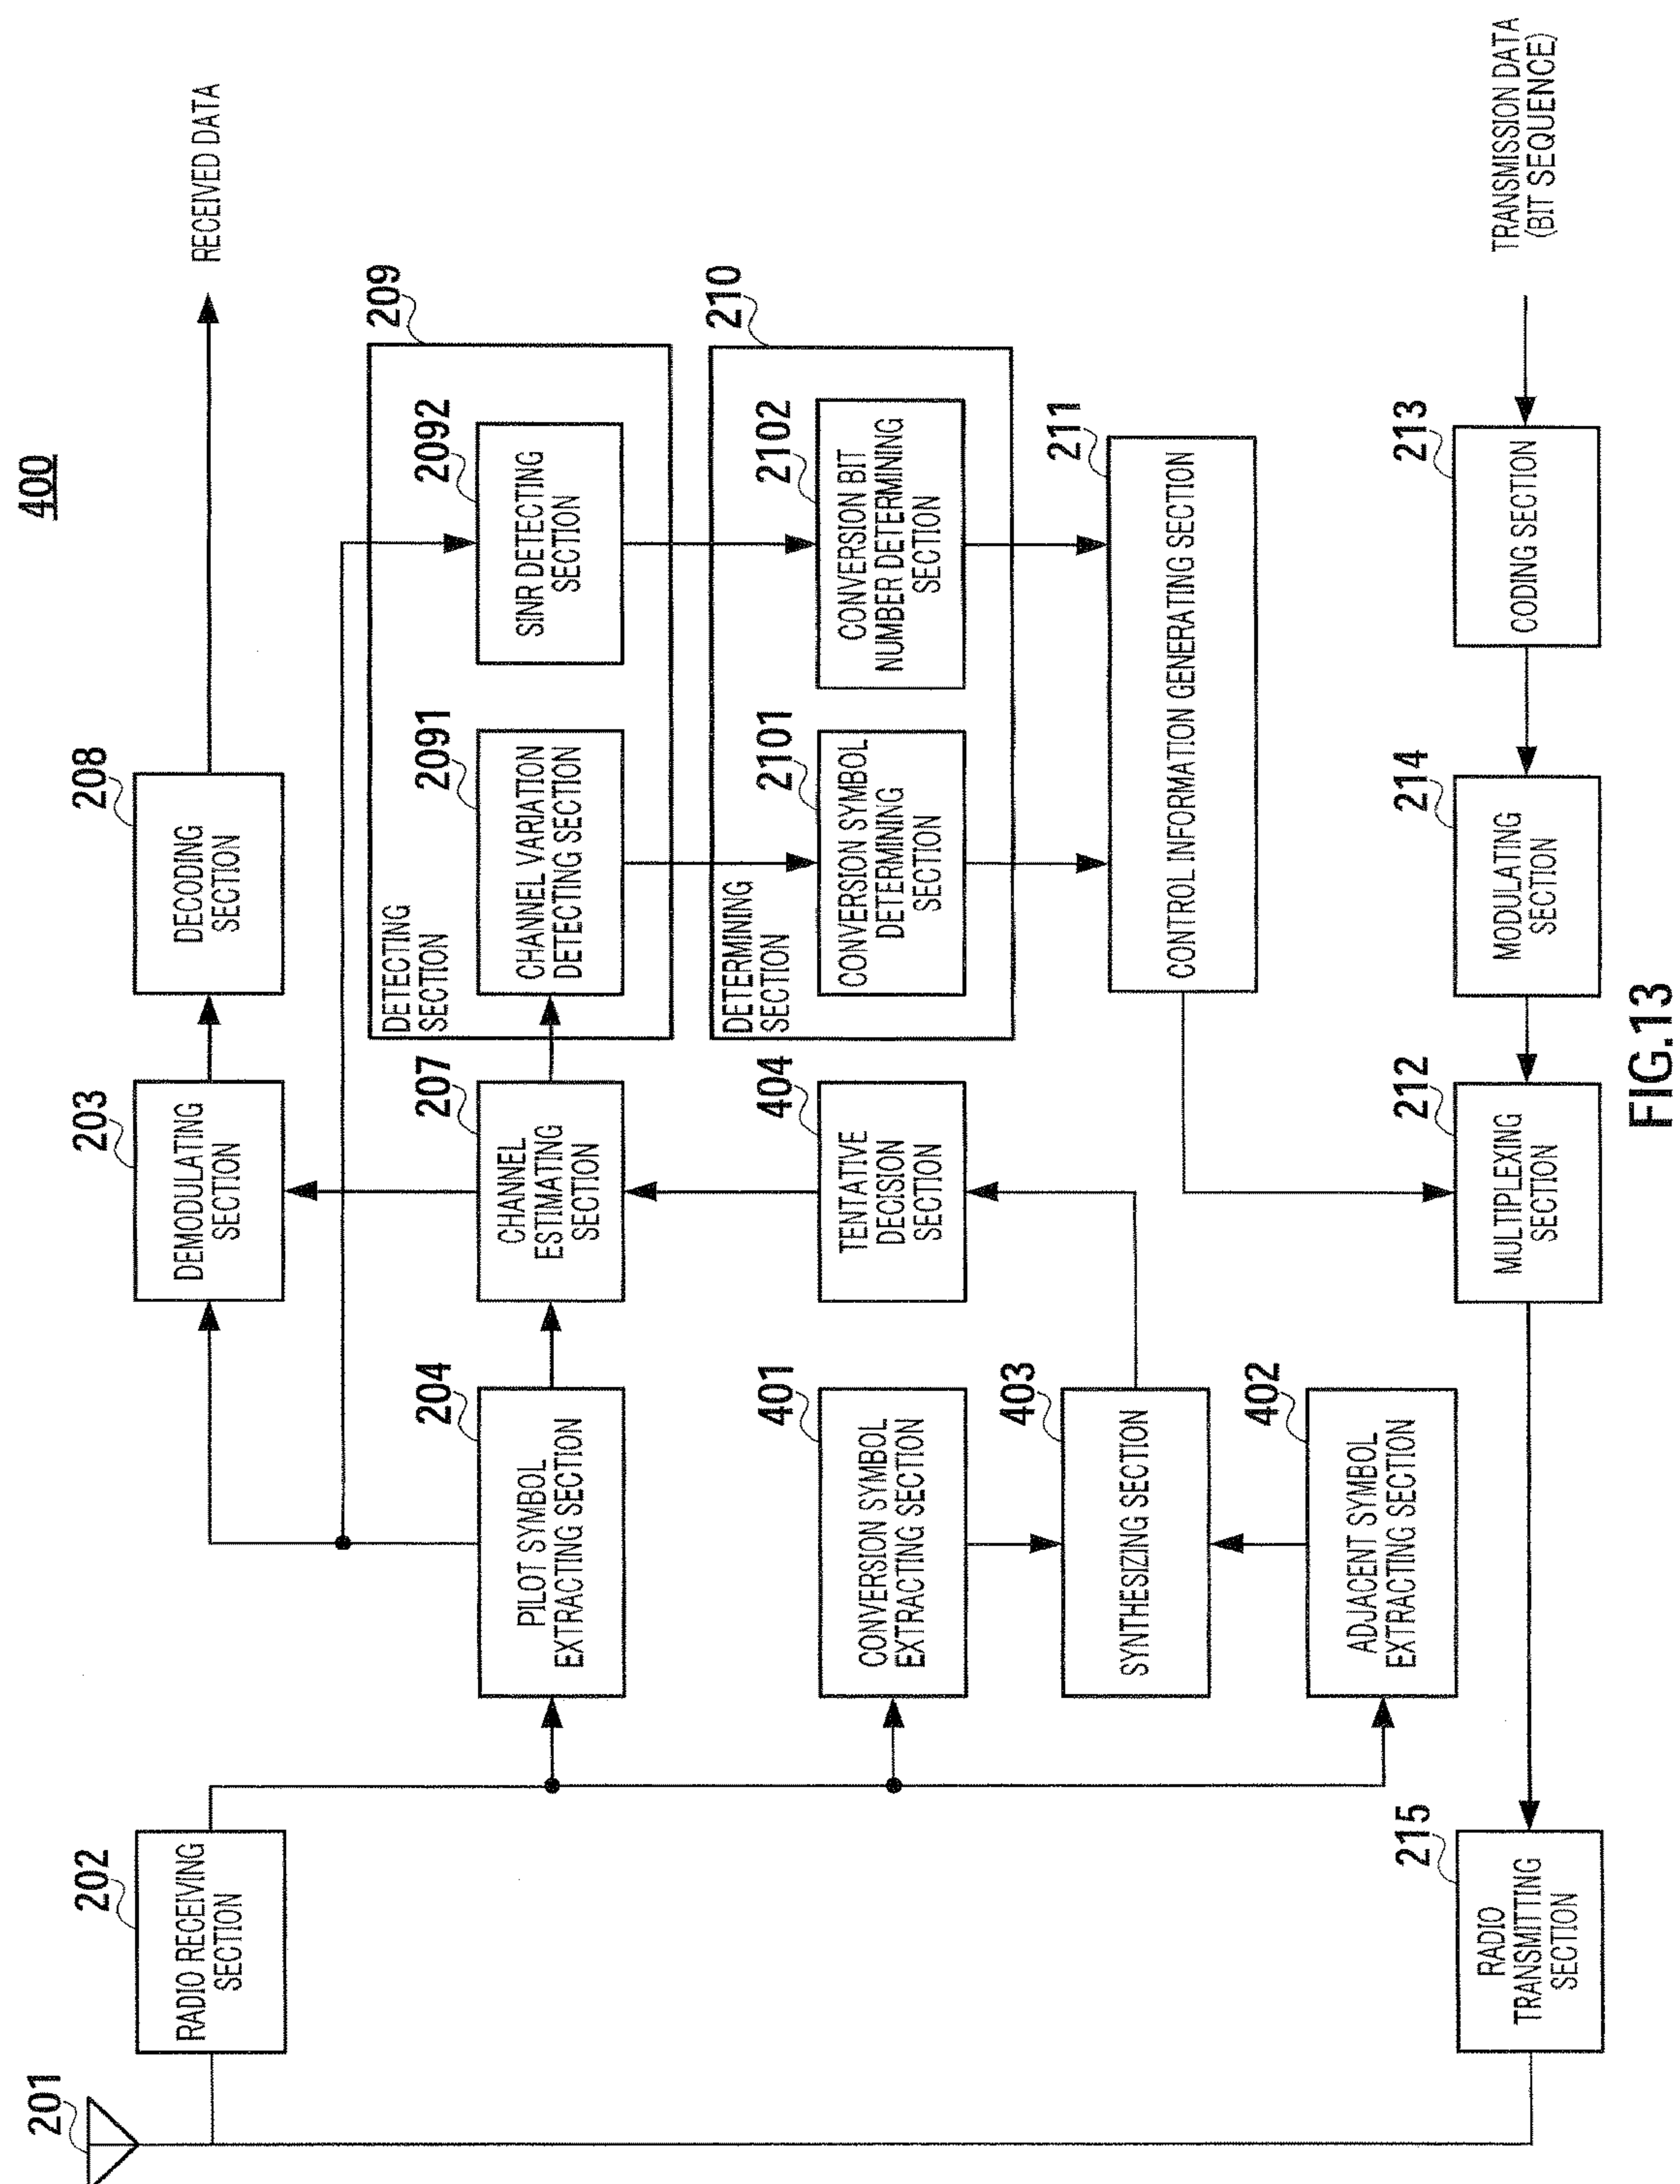 400
201
202
RADIO RECEIVING
SECTION
203
DEMODULATING
SECTION
208
DECODING
SECTION
RECEIVED DATA
204
PILOT SYMBOL
EXTRACTING SECTION
207
CHANNEL
ESTIMATING
SECTION
209
DETECTING
SECTION
2091
CHANNEL VARIATION
DETECTING SECTION
2092
SINR DETECTING
SECTION
401
CONVERSION SYMBOL
EXTRACTING SECTION
404
TENTATIVE
DECISION
SECTION
210
DETERMINING
SECTION
2101
CONVERSION SYMBOL
DETERMINING
SECTION
2102
CONVERSION BIT
NUMBER DETERMINING
SECTION
403
SYNTHESIZING SECTION
211
CONTROL INFORMATION GENERATING SECTION
402
ADJACENT SYMBOL
EXTRACTING SECTION
215
RADIO
TRANSMITTING
SECTION
212
MULTIPLEXING
SECTION
214
MODULATING
SECTION
213
CODING SECTION
TRANSMISSION DATA
(BIT SEQUENCE)
FIG.13